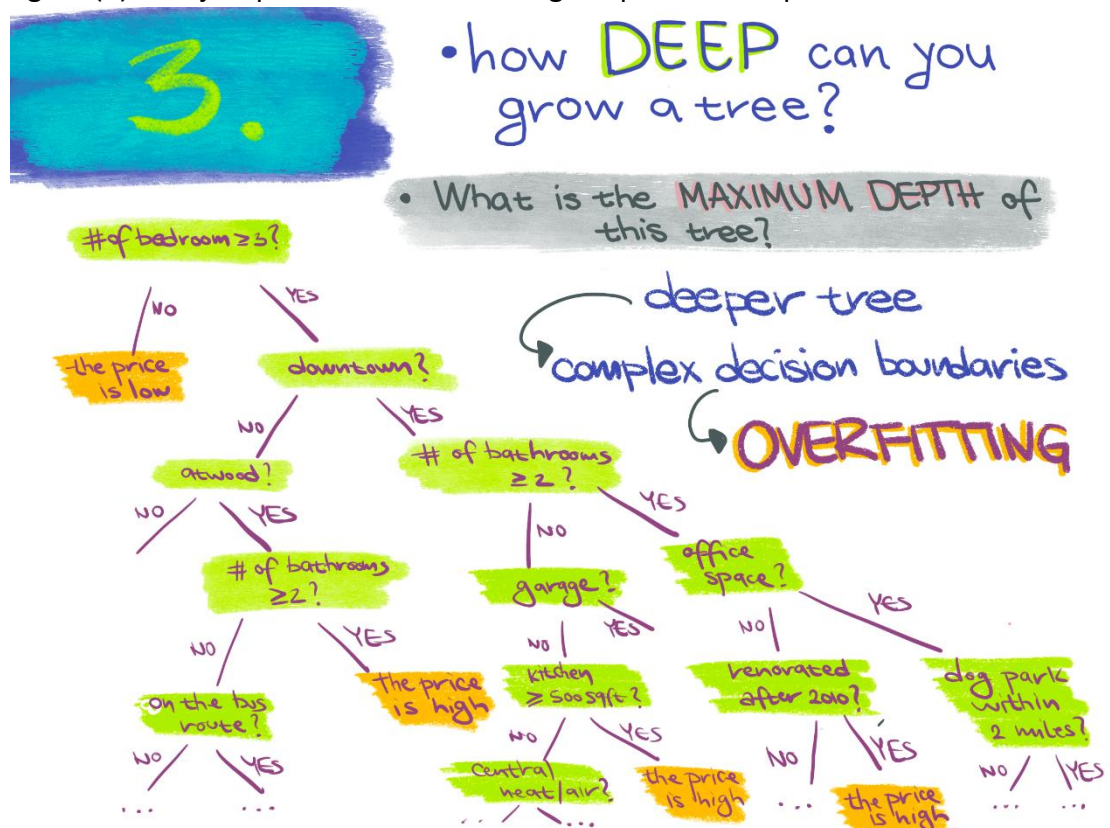 3.
•how DEEP can you
grow a tree?
• What is the MAXIMUM DEPTH of
this tree?
deeper tree
complex decision boundaries
OVERFITTING
# of bedroom ≥3?
NO
YES
the price
is low
downtown?
NO
YES
atwood?
# of bathrooms
≥2?
NO
YES
NO
YES
# of bathrooms
≥2?
garage?
office
space?
NO
YES
NO
YES
NO
YES
on the bus
route?
the price
is high
kitchen
≥500sqft?
renovated
after 2010?
dog park
within
2 miles?
NO
YES
NO
YES
NO
YES
NO
YES
...
...
central
heat/air?
the price
is high
...
the price
is high
...
...
...
...